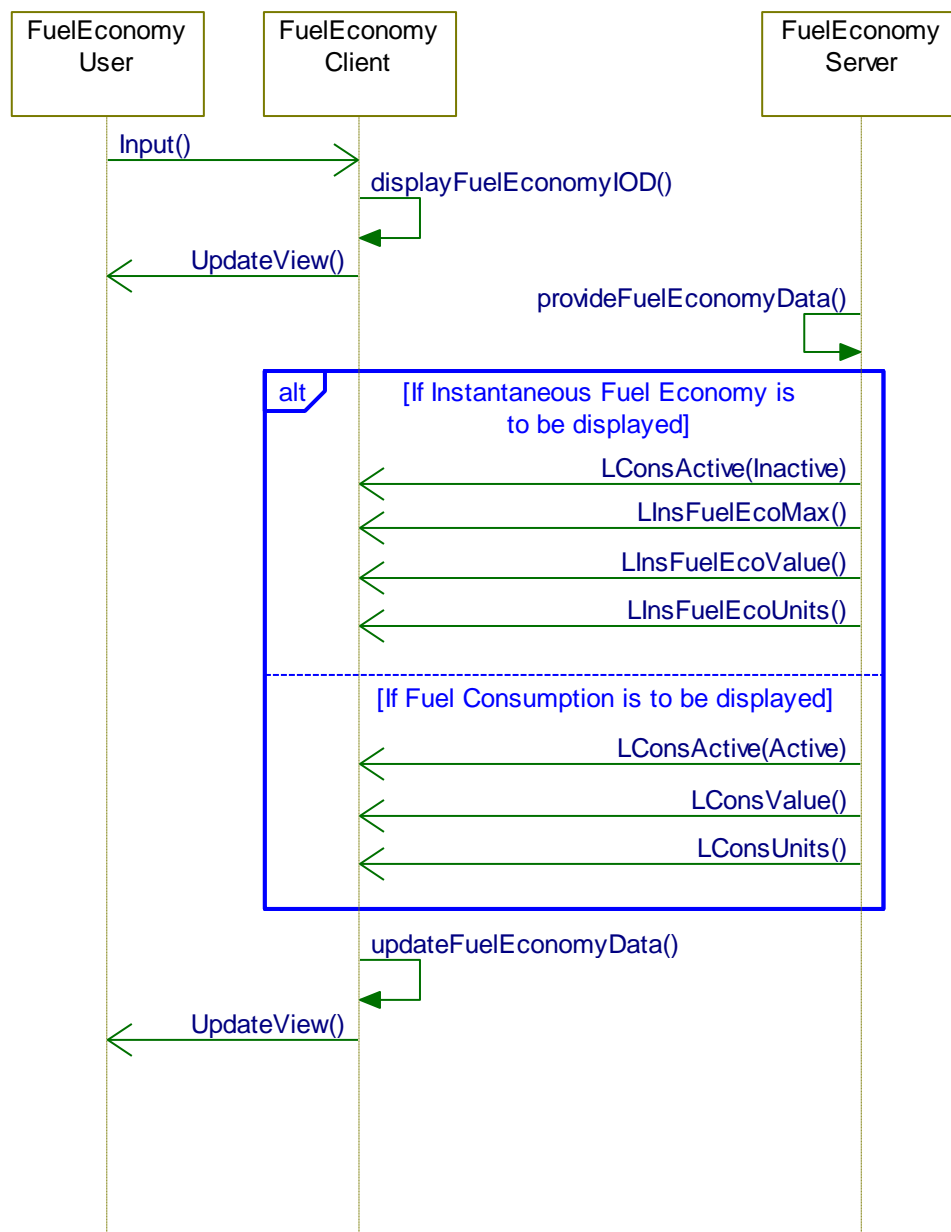 FuelEconomy
User
FuelEconomy
Client
FuelEconomy
Server
Input()
displayFuelEconomyIOD()
UpdateView()
provideFuelEconomyData()
alt
[If Instantaneous Fuel Economy is
to be displayed]
LConsActive(Inactive)
LInsFuelEcoMax()
LInsFuelEcoValue()
LInsFuelEcoUnits()
[If Fuel Consumption is to be displayed]
LConsActive(Active)
LConsValue()
LConsUnits()
updateFuelEconomyData()
UpdateView()